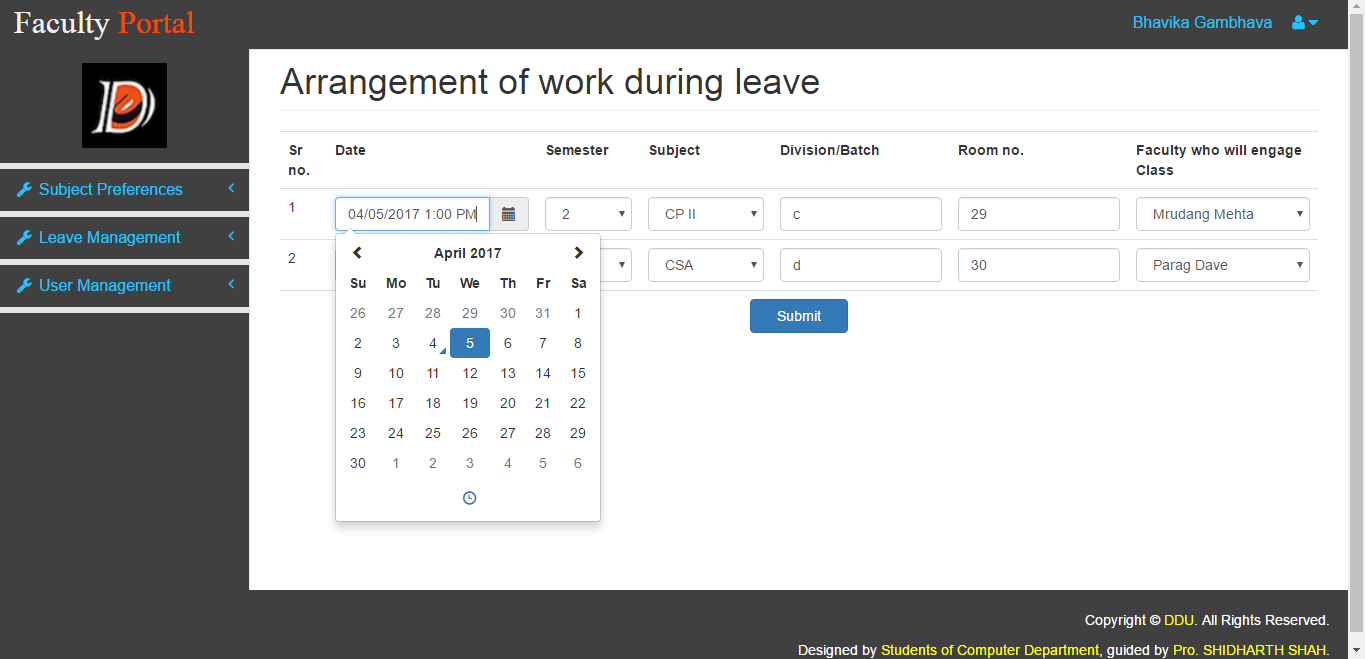 Faculty Portal
Bhavika Gambhava
Subject Preferences
Leave Management
User Management
Arrangement of work during leave
Sr no. Date Semester Subject Division/Batch Room no. Faculty who will engage Class
1 04/05/2017 1:00 PM 2 CP II c 29 Mrudang Mehta
2 CSA d 30 Parag Dave
April 2017
Su Mo Tu We Th Fr Sa
26 27 28 29 30 31 1
2 3 4 5 6 7 8
9 10 11 12 13 14 15
16 17 18 19 20 21 22
23 24 25 26 27 28 29
30 1 2 3 4 5 6
Submit
Copyright © DDU. All Rights Reserved.
Designed by Students of Computer Department, guided by Pro. SHIDHARTH SHAH.